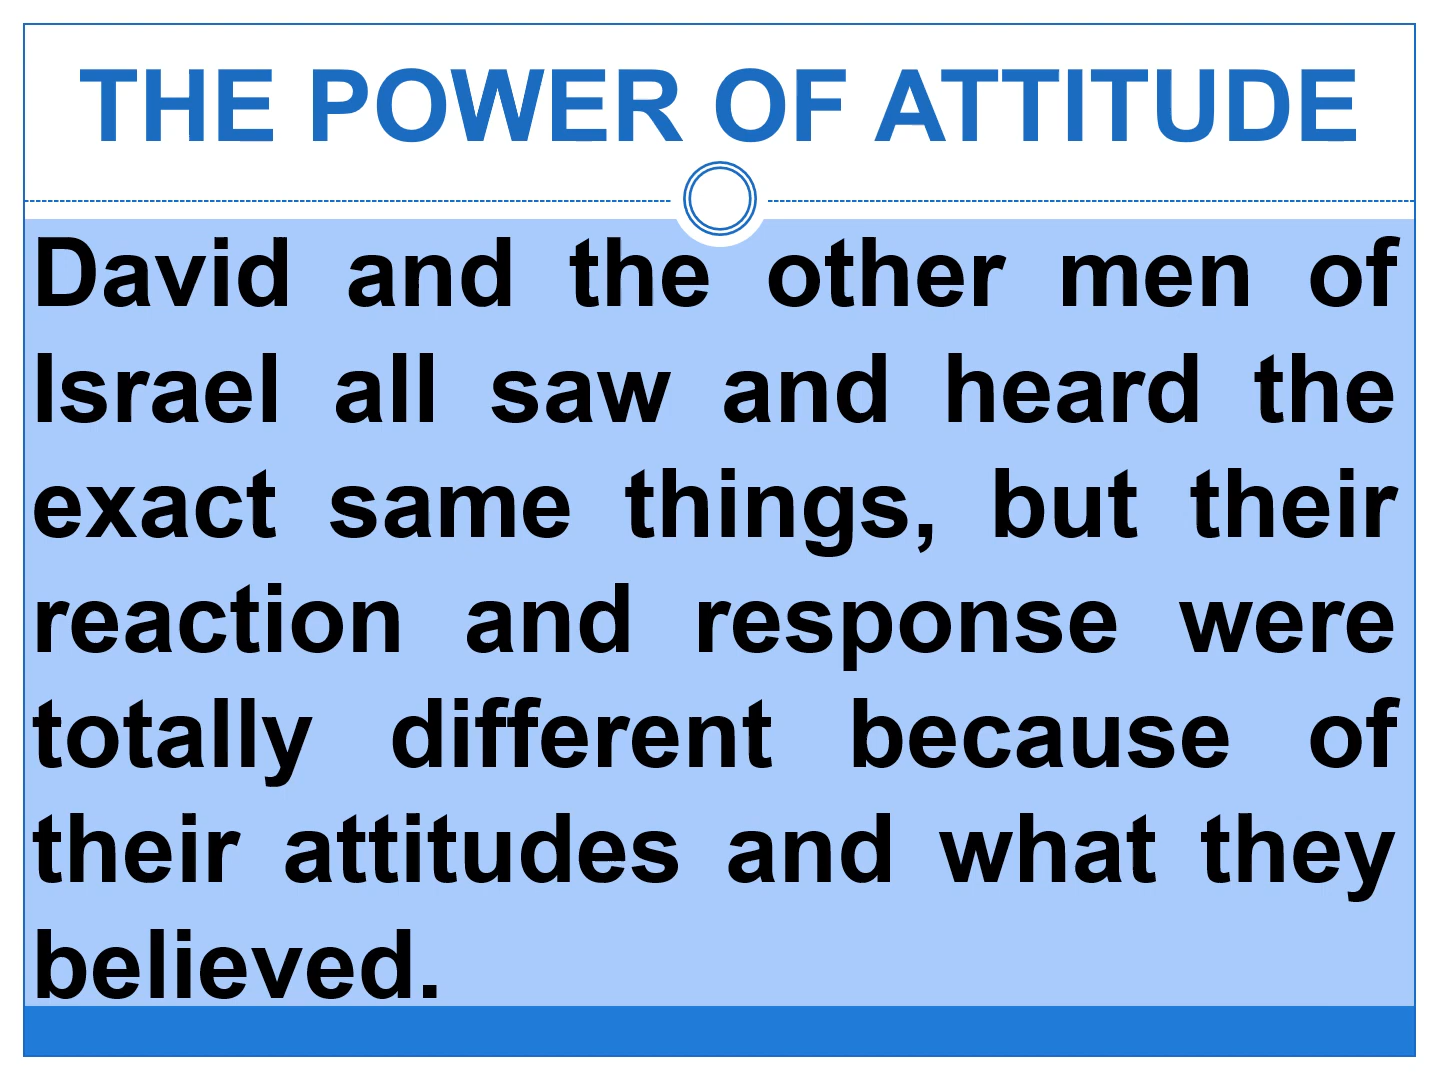 THE POWER OF ATTITUDE
David and the other men of
Israel all saw and heard the
exact same things, but their
reaction and response were
totally different because of
their attitudes and what they
believed.